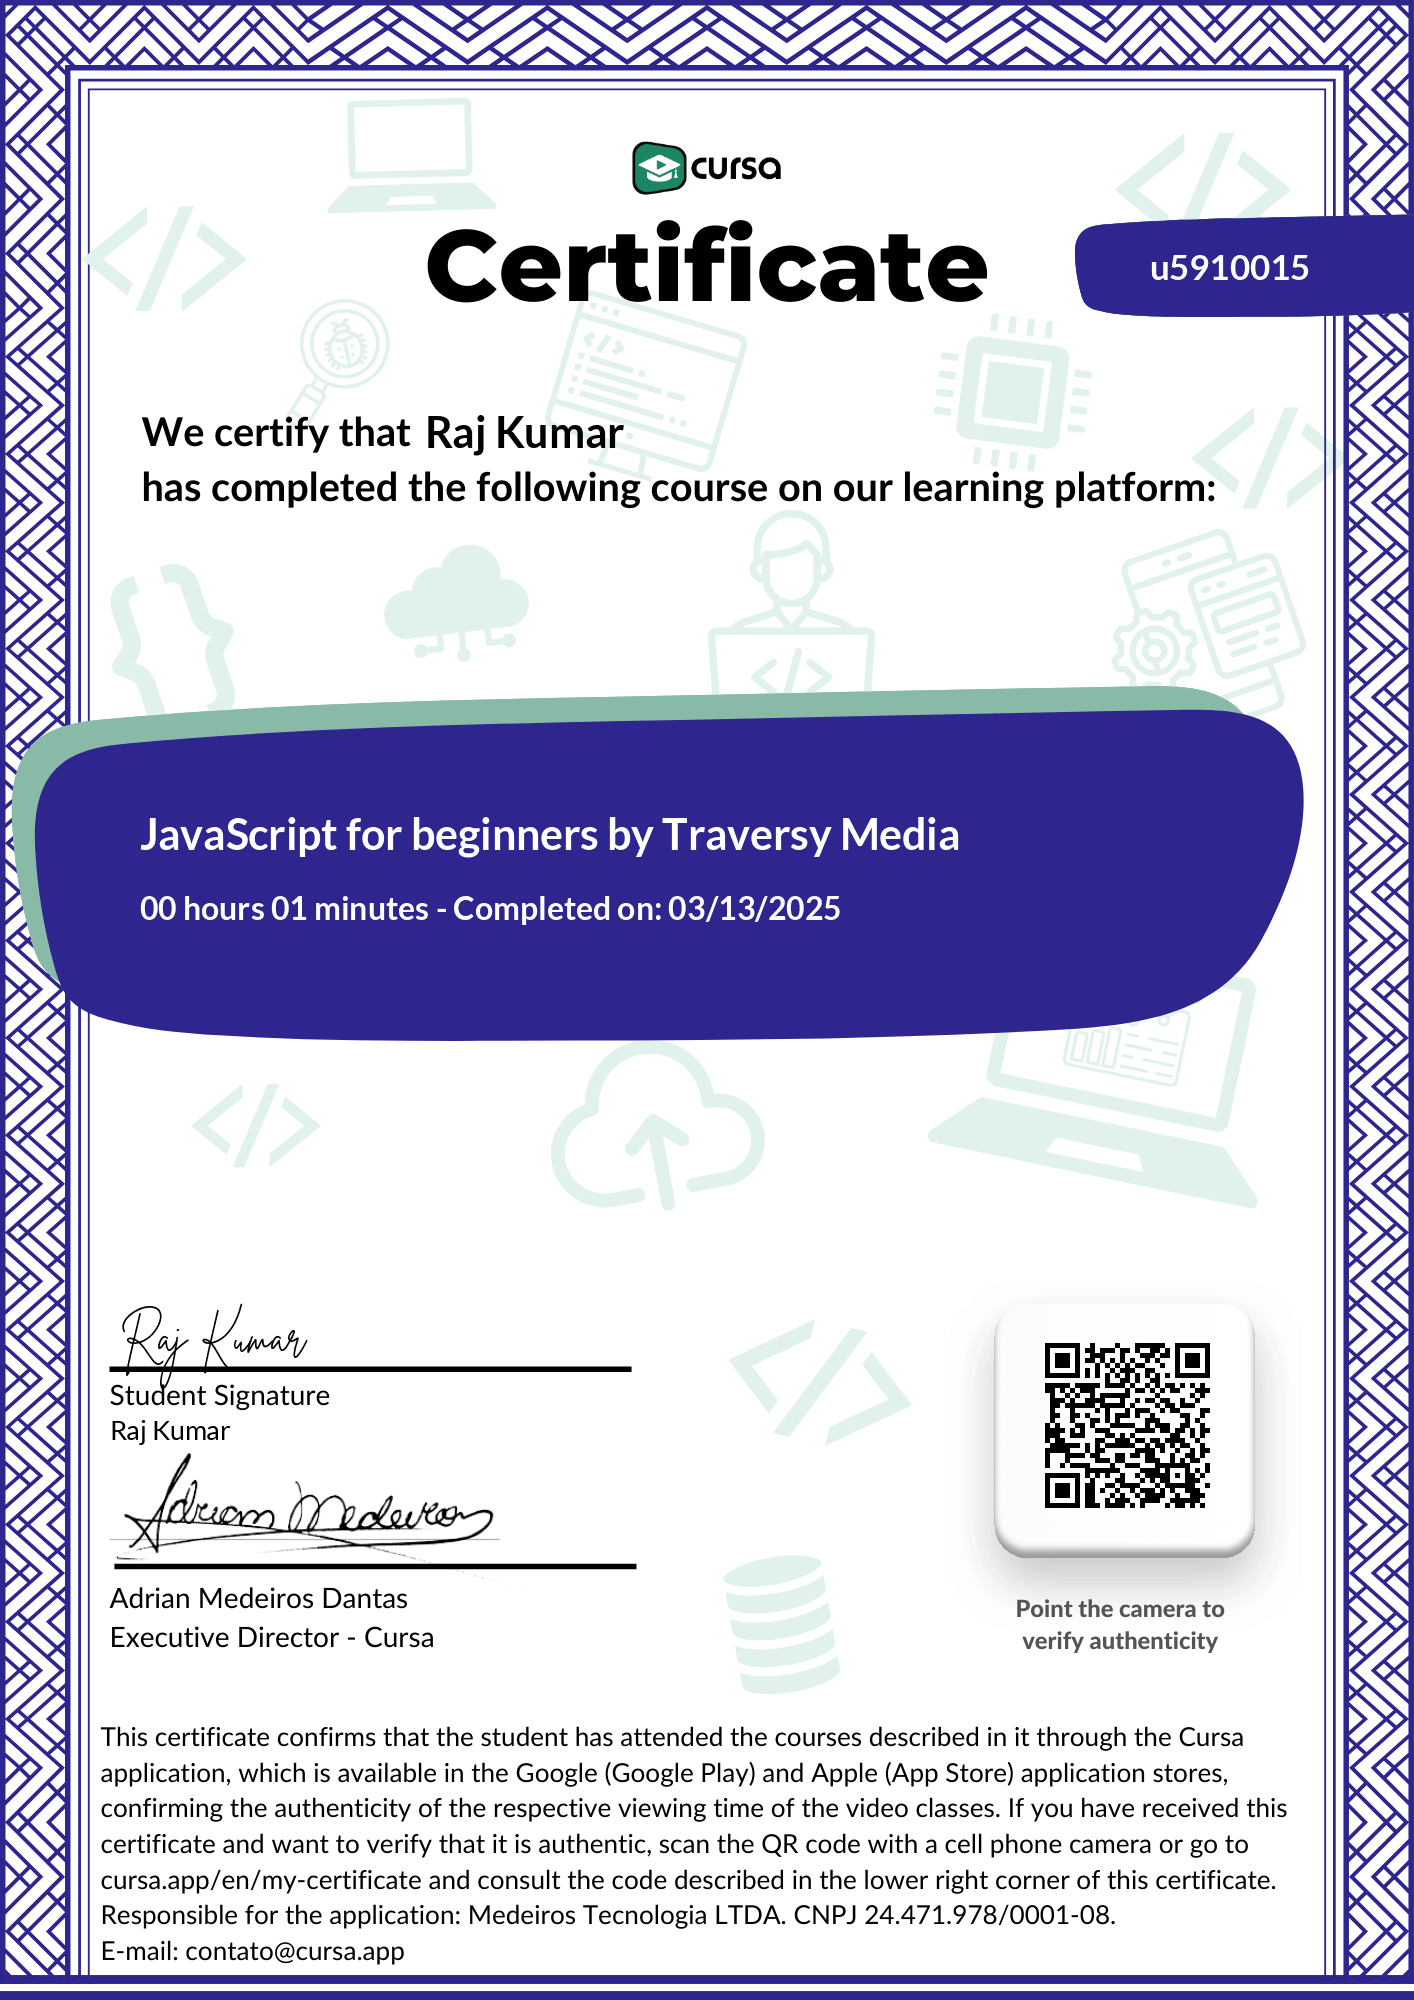 cursa
Certificate
u5910015
We certify that Raj Kumar
has completed the following course on our learning platform:
JavaScript for beginners by Traversy Media
00 hours 01 minutes - Completed on: 03/13/2025
Raj Kumar
Student Signature
Raj Kumar
Adrian Medeiros
Adrian Medeiros Dantas
Executive Director - Cursa
Point the camera to
verify authenticity
This certificate confirms that the student has attended the courses described in it through the Cursa
application, which is available in the Google (Google Play) and Apple (App Store) application stores,
confirming the authenticity of the respective viewing time of the video classes. If you have received this
certificate and want to verify that it is authentic, scan the QR code with a cell phone camera or go to
cursa.app/en/my-certificate and consult the code described in the lower right corner of this certificate.
Responsible for the application: Medeiros Tecnologia LTDA. CNPJ 24.471.978/0001-08.
E-mail: contato@cursa.app